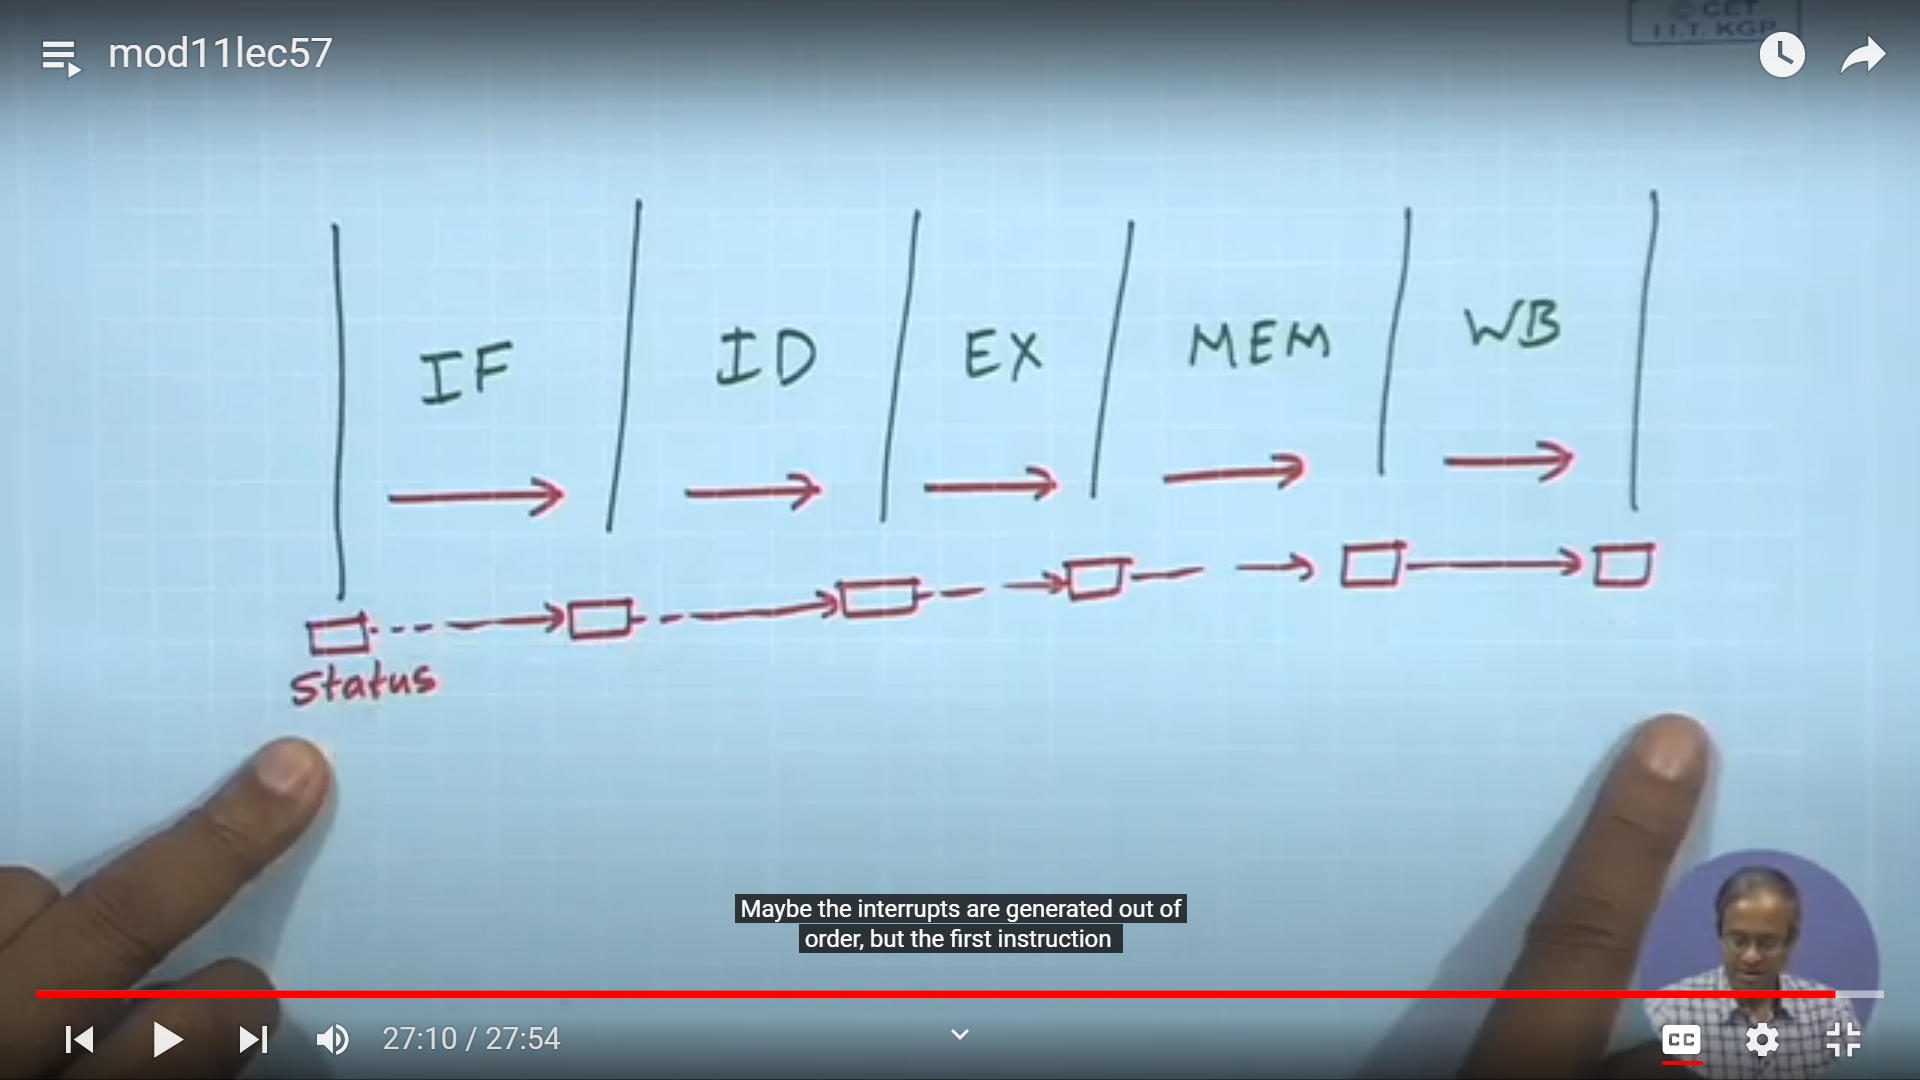 © CET
I.I.T. KGP
mod11lec57
IF ID EX MEM WB
Status
Maybe the interrupts are generated out of
order, but the first instruction
27:10 / 27:54
CC